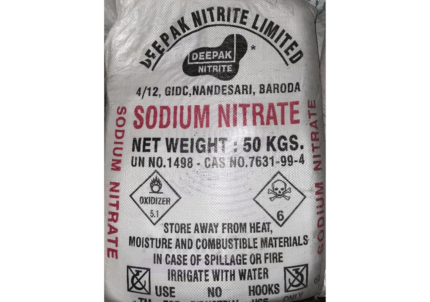 DEEPAK NITRITE LIMITED
DEEPAK
NITRITE
*
4/12, GIDC,NANDESARI, BARODA
SODIUM NITRATE
NET WEIGHT : 50 KGS.
UN NO.1498 - CAS NO.7631-99-4
SODIUM NITRATE
SODIUM NITRATE
OXIDIZER
5.1
6
STORE AWAY FROM HEAT,
MOISTURE AND COMBUSTIBLE MATERIALS
IN CASE OF SPILLAGE OR FIRE
IRRIGATE WITH WATER
USE NO HOOKS